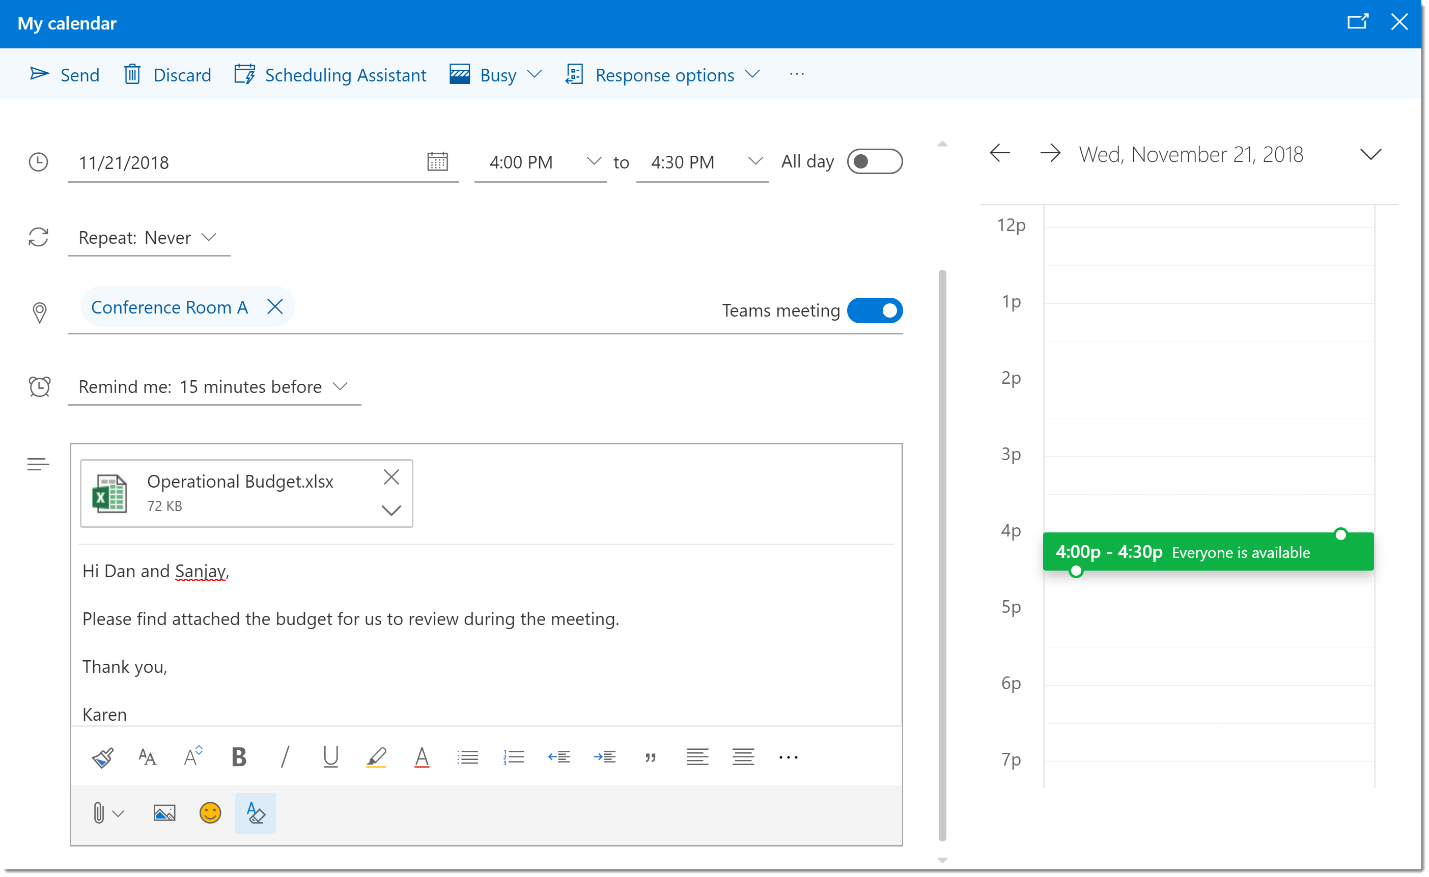 My calendar
Send Discard Scheduling Assistant Busy Response options ...
11/21/2018 4:00 PM to 4:30 PM All day
Repeat: Never
Conference Room A Teams meeting
Remind me: 15 minutes before
Operational Budget.xlsx
72 KB
Hi Dan and Sanjay,
Please find attached the budget for us to review during the meeting.
Thank you,
Karen
Wed, November 21, 2018
12p
1p
2p
3p
4p
4:00p - 4:30p Everyone is available
5p
6p
7p